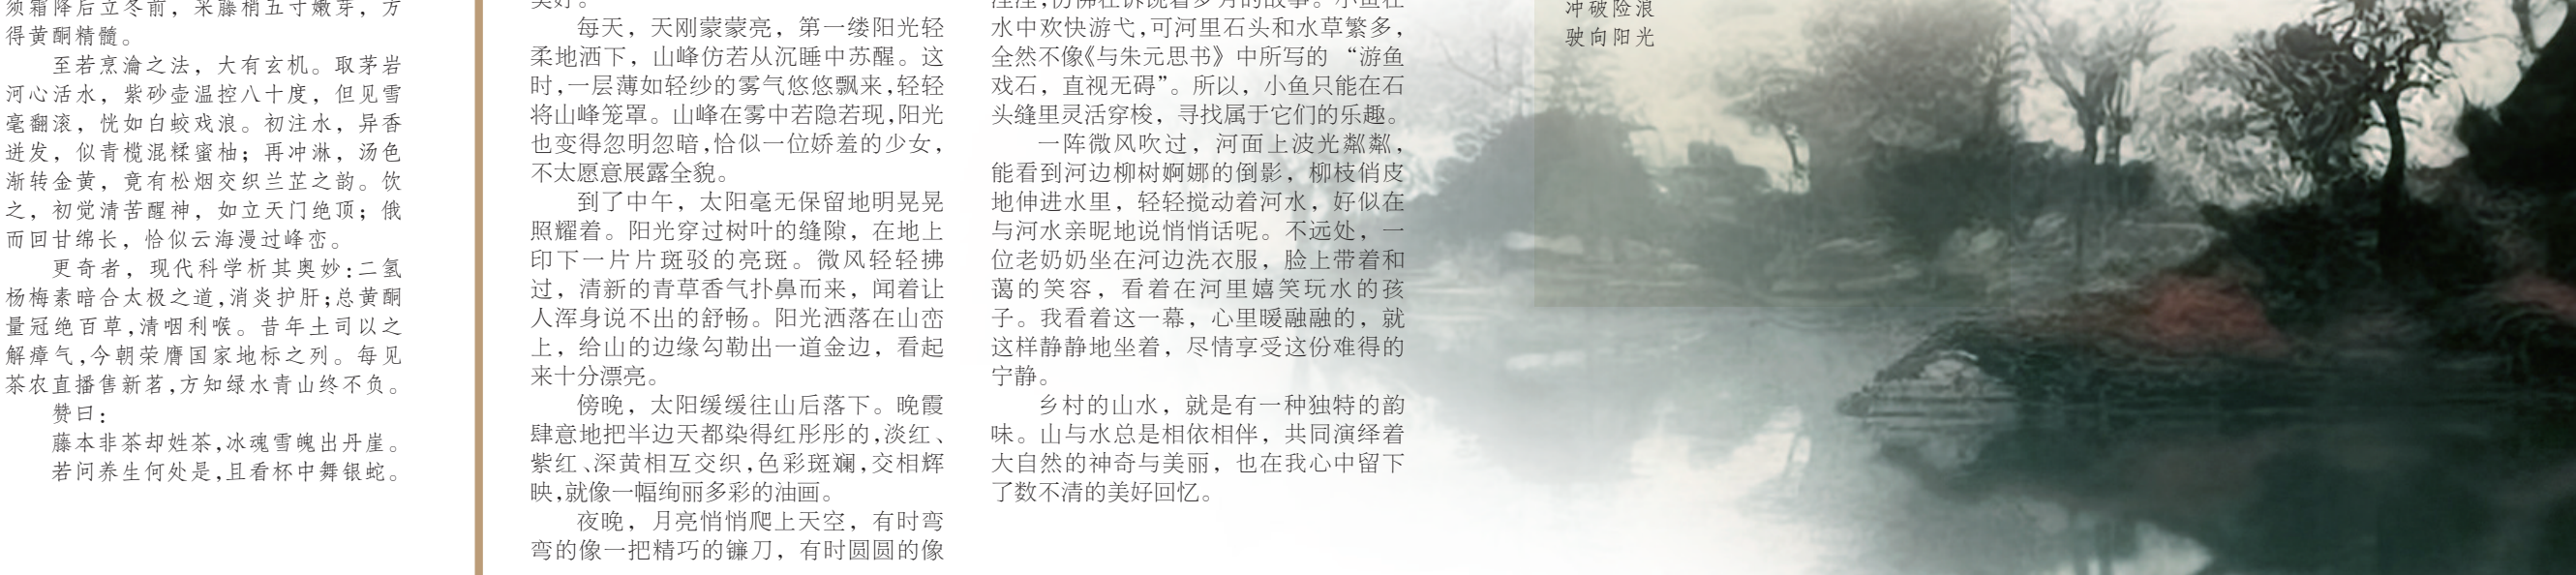 须霜降后立冬前，采藤梢五寸嫩芽，方
得黄酮精髓。
至若烹瀹之法，大有玄机。取茅岩
河心活水，紫砂壶温控八十度，但见雪
毫翻滚，恍如白蛟戏浪。初注水，异香
迸发，似青榄混糅蜜柚；再冲淋，汤色
渐转金黄，竟有松烟交织兰芷之韵。饮
之，初觉清苦醒神，如立天门绝顶；俄
而回甘绵长，恰似云海漫过峰峦。
更奇者，现代科学析其奥妙：二氢
杨梅素暗合太极之道，消炎护肝；总黄酮
量冠绝百草，清咽利喉。昔年土司以之
解瘴气，今朝荣膺国家地标之列。每见
茶农直播售新茗，方知绿水青山终不负。
赞曰：
藤本非茶却姓茶，冰魂雪魄出丹崖。
若问养生何处是，且看杯中舞银蛇。
美好。
每天，天刚蒙蒙亮，第一缕阳光轻
柔地洒下，山峰仿若从沉睡中苏醒。这
时，一层薄如轻纱的雾气悠悠飘来，轻轻
将山峰笼罩。山峰在雾中若隐若现，阳光
也变得忽明忽暗，恰似一位娇羞的少女，
不太愿意展露全貌。
到了中午，太阳毫无保留地明晃晃
照耀着。阳光穿过树叶的缝隙，在地上
印下一片片斑驳的亮斑。微风轻轻拂
过，清新的青草香气扑鼻而来，闻着让
人浑身说不出的舒畅。阳光洒落在山峦
上，给山的边缘勾勒出一道金边，看起
来十分漂亮。
傍晚，太阳缓缓往山后落下。晚霞
肆意地把半边天都染得红彤彤的，淡红、
紫红、深黄相互交织，色彩斑斓，交相辉
映，就像一幅绚丽多彩的油画。
夜晚，月亮悄悄爬上天空，有时弯
弯的像一把精巧的镰刀，有时圆圆的像
潺潺，仿佛在诉说着岁月的故事。小鱼在
水中欢快游弋，可河里石头和水草繁多，
全然不像《与朱元思书》中所写的 “游鱼
戏石，直视无碍”。所以，小鱼只能在石
头缝里灵活穿梭，寻找属于它们的乐趣。
一阵微风吹过，河面上波光粼粼，
能看到河边柳树婀娜的倒影，柳枝俏皮
地伸进水里，轻轻搅动着河水，好似在
与河水亲昵地说悄悄话呢。不远处，一
位老奶奶坐在河边洗衣服，脸上带着和
蔼的笑容，看着在河里嬉笑玩水的孩
子。我看着这一幕，心里暖融融的，就
这样静静地坐着，尽情享受这份难得的
宁静。
乡村的山水，就是有一种独特的韵
味。山与水总是相依相伴，共同演绎着
大自然的神奇与美丽，也在我心中留下
了数不清的美好回忆。
冲破险浪
驶向阳光